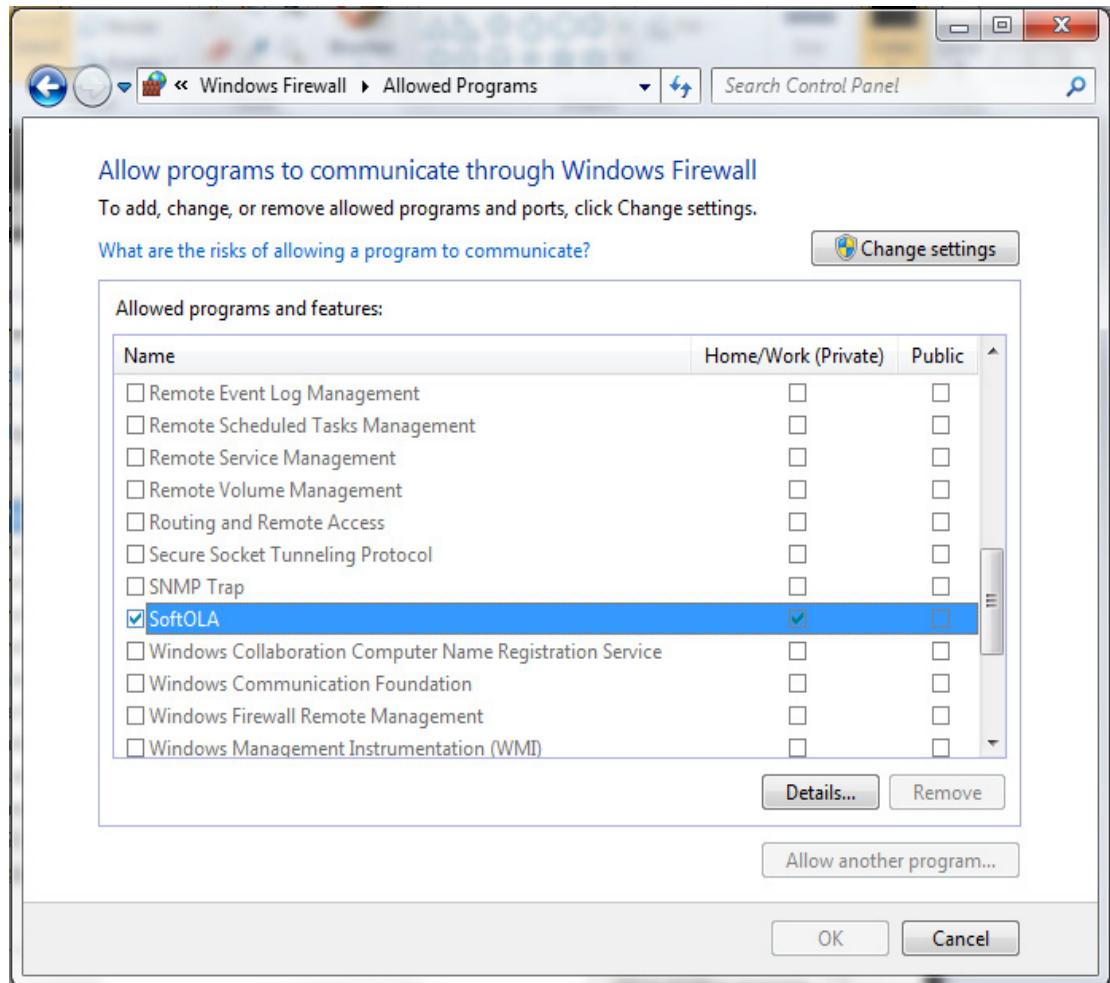 « Windows Firewall ▸ Allowed Programs
Search Control Panel
Allow programs to communicate through Windows Firewall
To add, change, or remove allowed programs and ports, click Change settings.
What are the risks of allowing a program to communicate?
Change settings
Allowed programs and features:
Name Home/Work (Private) Public
Remote Event Log Management
Remote Scheduled Tasks Management
Remote Service Management
Remote Volume Management
Routing and Remote Access
Secure Socket Tunneling Protocol
SNMP Trap
SoftOLA
Windows Collaboration Computer Name Registration Service
Windows Communication Foundation
Windows Firewall Remote Management
Windows Management Instrumentation (WMI)
Details... Remove
Allow another program...
OK Cancel